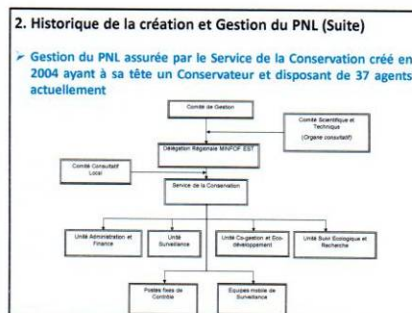 2. Historique de la création et Gestion du PNL (Suite)
➢ Gestion du PNL assurée par le Service de la Conservation créé en
2004 ayant à sa tête un Conservateur et disposant de 37 agents
actuellement
Comité de Gestion
Comité Scientifique et
Technique
(Organe consultatif)
Délégation Régionale MINFOF EST
Comité Consultatif
Local
Service de la Conservation
Unité Administration et
Finance
Unité
Surveillance
Unité Co-gestion et Eco-
développement
Unité Suivi Ecologique et
Recherche
Postes fixes de
Contrôle
Equipes mobile de
Surveillance